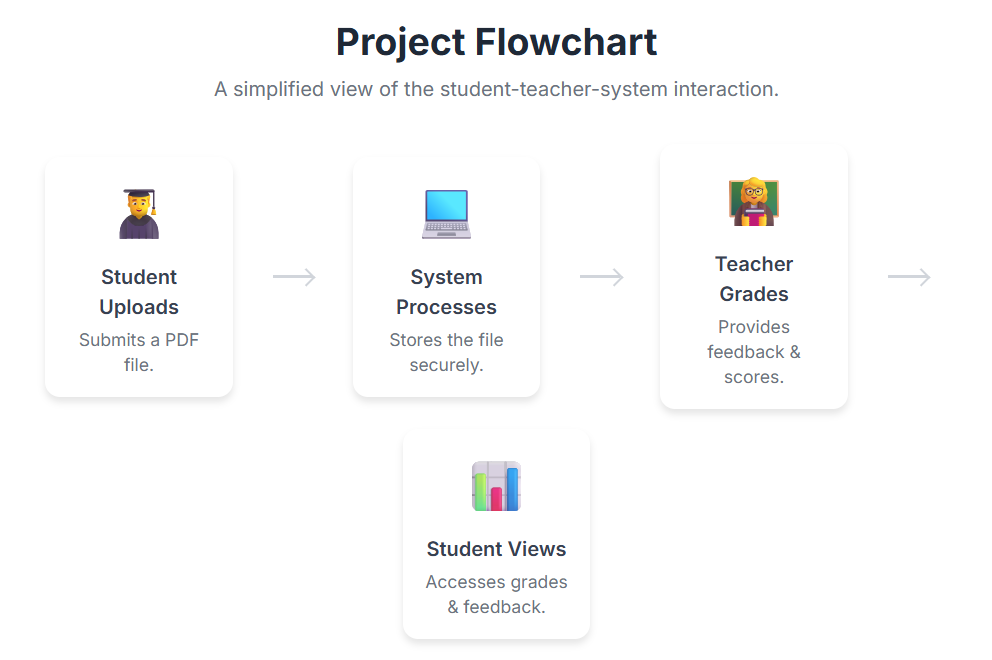 Project Flowchart
A simplified view of the student-teacher-system interaction.
Student
Uploads
Submits a PDF
file.
System
Processes
Stores the file
securely.
Teacher
Grades
Provides
feedback &
scores.
Student Views
Accesses grades
& feedback.